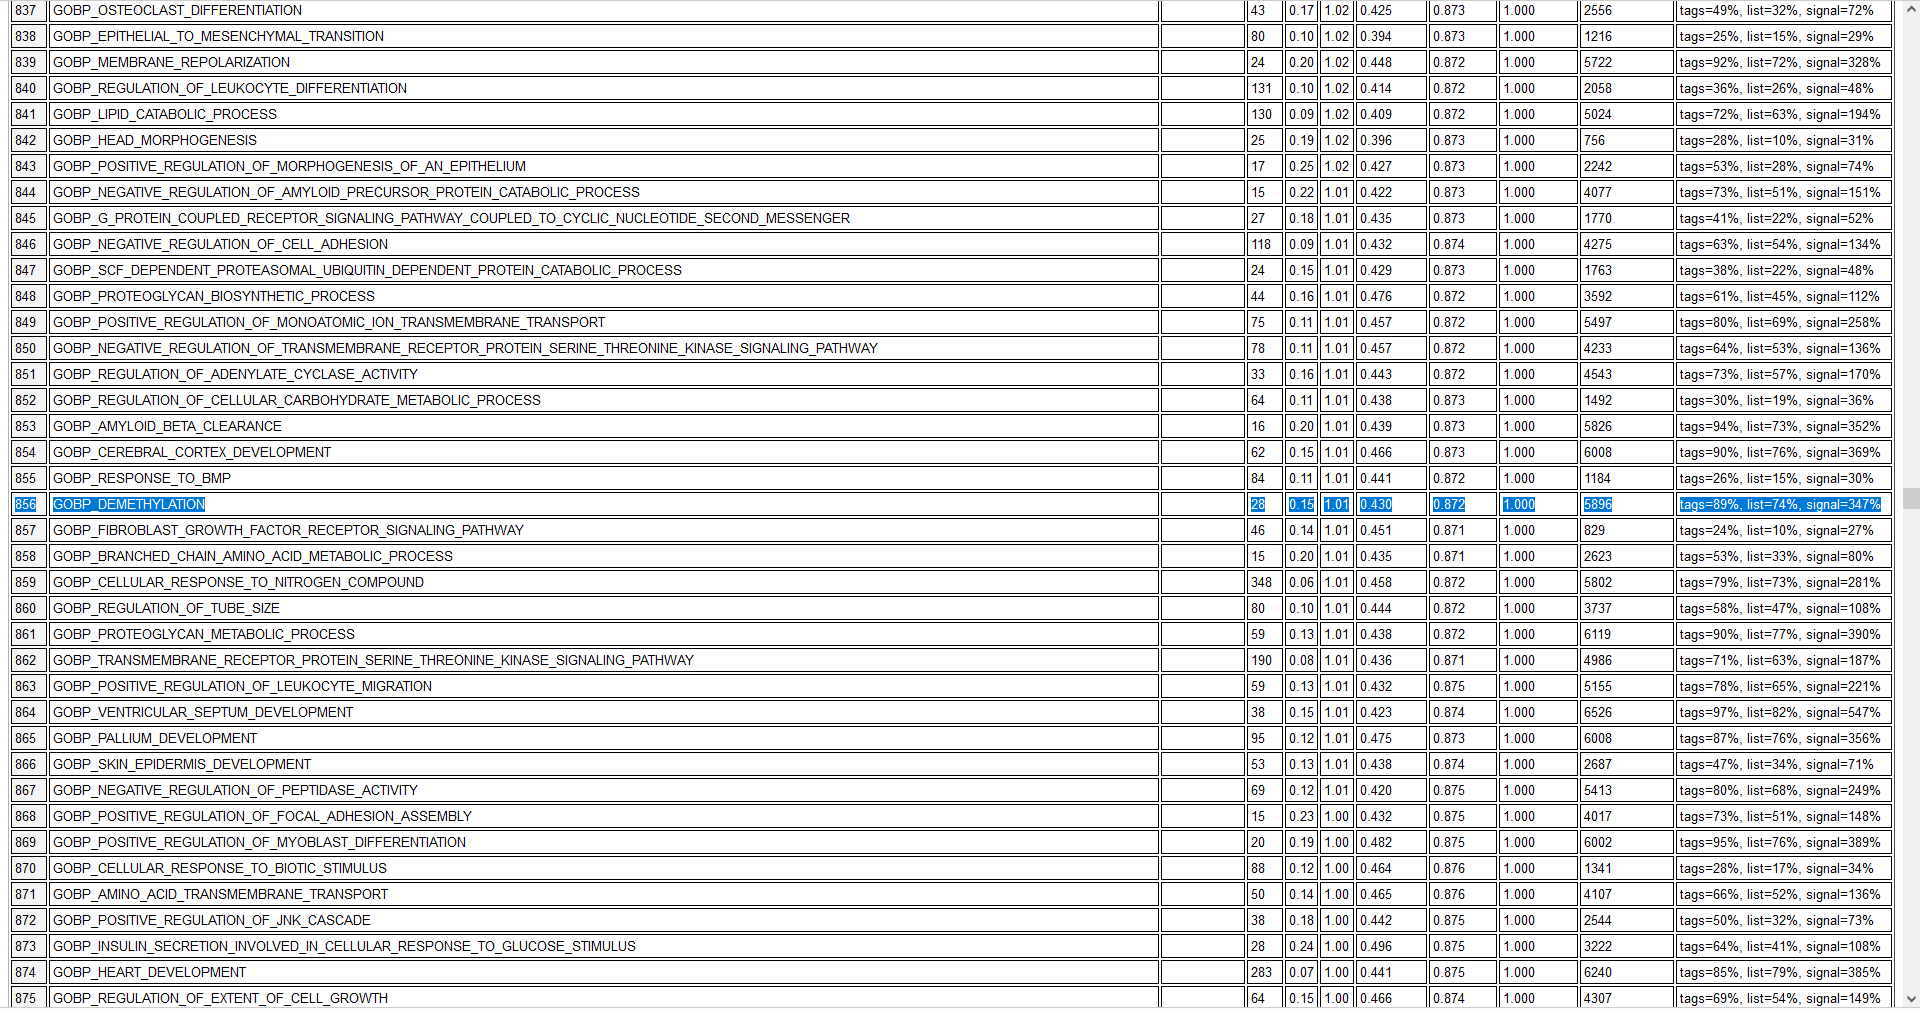 837 GOBP_OSTEOCLAST_DIFFERENTIATION 43 0.17 1.02 0.425 0.873 1.000 2556 tags=49%, list=32%, signal=72%
838 GOBP_EPITHELIAL_TO_MESENCHYMAL_TRANSITION 80 0.10 1.02 0.394 0.873 1.000 1216 tags=25%, list=15%, signal=29%
839 GOBP_MEMBRANE_REPOLARIZATION 24 0.20 1.02 0.448 0.872 1.000 5722 tags=92%, list=72%, signal=328%
840 GOBP_REGULATION_OF_LEUKOCYTE_DIFFERENTIATION 131 0.10 1.02 0.414 0.872 1.000 2058 tags=36%, list=26%, signal=48%
841 GOBP_LIPID_CATABOLIC_PROCESS 130 0.09 1.02 0.409 0.872 1.000 5024 tags=72%, list=63%, signal=194%
842 GOBP_HEAD_MORPHOGENESIS 25 0.19 1.02 0.396 0.873 1.000 756 tags=28%, list=10%, signal=31%
843 GOBP_POSITIVE_REGULATION_OF_MORPHOGENESIS_OF_AN_EPITHELIUM 17 0.25 1.02 0.427 0.873 1.000 2242 tags=53%, list=28%, signal=74%
844 GOBP_NEGATIVE_REGULATION_OF_AMYLOID_PRECURSOR_PROTEIN_CATABOLIC_PROCESS 15 0.22 1.01 0.422 0.873 1.000 4077 tags=73%, list=51%, signal=151%
845 GOBP_G_PROTEIN_COUPLED_RECEPTOR_SIGNALING_PATHWAY_COUPLED_TO_CYCLIC_NUCLEOTIDE_SECOND_MESSENGER 27 0.18 1.01 0.435 0.873 1.000 1770 tags=41%, list=22%, signal=52%
846 GOBP_NEGATIVE_REGULATION_OF_CELL_ADHESION 118 0.09 1.01 0.432 0.874 1.000 4275 tags=63%, list=54%, signal=134%
847 GOBP_SCF_DEPENDENT_PROTEASOMAL_UBIQUITIN_DEPENDENT_PROTEIN_CATABOLIC_PROCESS 24 0.15 1.01 0.429 0.873 1.000 1763 tags=38%, list=22%, signal=48%
848 GOBP_PROTEOGLYCAN_BIOSYNTHETIC_PROCESS 44 0.16 1.01 0.476 0.872 1.000 3592 tags=61%, list=45%, signal=112%
849 GOBP_POSITIVE_REGULATION_OF_MONOATOMIC_ION_TRANSMEMBRANE_TRANSPORT 75 0.11 1.01 0.457 0.872 1.000 5497 tags=80%, list=69%, signal=258%
850 GOBP_NEGATIVE_REGULATION_OF_TRANSMEMBRANE_RECEPTOR_PROTEIN_SERINE_THREONINE_KINASE_SIGNALING_PATHWAY 78 0.11 1.01 0.457 0.872 1.000 4233 tags=64%, list=53%, signal=136%
851 GOBP_REGULATION_OF_ADENYLATE_CYCLASE_ACTIVITY 33 0.16 1.01 0.443 0.872 1.000 4543 tags=73%, list=57%, signal=170%
852 GOBP_REGULATION_OF_CELLULAR_CARBOHYDRATE_METABOLIC_PROCESS 64 0.11 1.01 0.438 0.873 1.000 1492 tags=30%, list=19%, signal=36%
853 GOBP_AMYLOID_BETA_CLEARANCE 16 0.20 1.01 0.439 0.873 1.000 5826 tags=94%, list=73%, signal=352%
854 GOBP_CEREBRAL_CORTEX_DEVELOPMENT 62 0.15 1.01 0.466 0.873 1.000 6008 tags=90%, list=76%, signal=369%
855 GOBP_RESPONSE_TO_BMP 84 0.11 1.01 0.441 0.872 1.000 1184 tags=26%, list=15%, signal=30%
856 GOBP_DEMETHYLATION 28 0.15 1.01 0.430 0.872 1.000 5896 tags=89%, list=74%, signal=347%
857 GOBP_FIBROBLAST_GROWTH_FACTOR_RECEPTOR_SIGNALING_PATHWAY 46 0.14 1.01 0.451 0.871 1.000 829 tags=24%, list=10%, signal=27%
858 GOBP_BRANCHED_CHAIN_AMINO_ACID_METABOLIC_PROCESS 15 0.20 1.01 0.435 0.871 1.000 2623 tags=53%, list=33%, signal=80%
859 GOBP_CELLULAR_RESPONSE_TO_NITROGEN_COMPOUND 348 0.06 1.01 0.458 0.872 1.000 5802 tags=79%, list=73%, signal=281%
860 GOBP_REGULATION_OF_TUBE_SIZE 80 0.10 1.01 0.444 0.872 1.000 3737 tags=58%, list=47%, signal=108%
861 GOBP_PROTEOGLYCAN_METABOLIC_PROCESS 59 0.13 1.01 0.438 0.872 1.000 6119 tags=90%, list=77%, signal=390%
862 GOBP_TRANSMEMBRANE_RECEPTOR_PROTEIN_SERINE_THREONINE_KINASE_SIGNALING_PATHWAY 190 0.08 1.01 0.436 0.871 1.000 4986 tags=71%, list=63%, signal=187%
863 GOBP_POSITIVE_REGULATION_OF_LEUKOCYTE_MIGRATION 59 0.13 1.01 0.432 0.875 1.000 5155 tags=78%, list=65%, signal=221%
864 GOBP_VENTRICULAR_SEPTUM_DEVELOPMENT 38 0.15 1.01 0.423 0.874 1.000 6526 tags=97%, list=82%, signal=547%
865 GOBP_PALLIUM_DEVELOPMENT 95 0.12 1.01 0.475 0.873 1.000 6008 tags=87%, list=76%, signal=356%
866 GOBP_SKIN_EPIDERMIS_DEVELOPMENT 53 0.13 1.01 0.438 0.874 1.000 2687 tags=47%, list=34%, signal=71%
867 GOBP_NEGATIVE_REGULATION_OF_PEPTIDASE_ACTIVITY 69 0.12 1.01 0.420 0.875 1.000 5413 tags=80%, list=68%, signal=249%
868 GOBP_POSITIVE_REGULATION_OF_FOCAL_ADHESION_ASSEMBLY 15 0.23 1.00 0.432 0.875 1.000 4017 tags=73%, list=51%, signal=148%
869 GOBP_POSITIVE_REGULATION_OF_MYOBLAST_DIFFERENTIATION 20 0.19 1.00 0.482 0.875 1.000 6002 tags=95%, list=76%, signal=389%
870 GOBP_CELLULAR_RESPONSE_TO_BIOTIC_STIMULUS 88 0.12 1.00 0.464 0.876 1.000 1341 tags=28%, list=17%, signal=34%
871 GOBP_AMINO_ACID_TRANSMEMBRANE_TRANSPORT 50 0.14 1.00 0.465 0.876 1.000 4107 tags=66%, list=52%, signal=136%
872 GOBP_POSITIVE_REGULATION_OF_JNK_CASCADE 38 0.18 1.00 0.442 0.875 1.000 2544 tags=50%, list=32%, signal=73%
873 GOBP_INSULIN_SECRETION_INVOLVED_IN_CELLULAR_RESPONSE_TO_GLUCOSE_STIMULUS 28 0.24 1.00 0.496 0.875 1.000 3222 tags=64%, list=41%, signal=108%
874 GOBP_HEART_DEVELOPMENT 283 0.07 1.00 0.441 0.875 1.000 6240 tags=85%, list=79%, signal=385%
875 GOBP_REGULATION_OF_EXTENT_OF_CELL_GROWTH 64 0.15 1.00 0.466 0.874 1.000 4307 tags=69%, list=54%, signal=149%